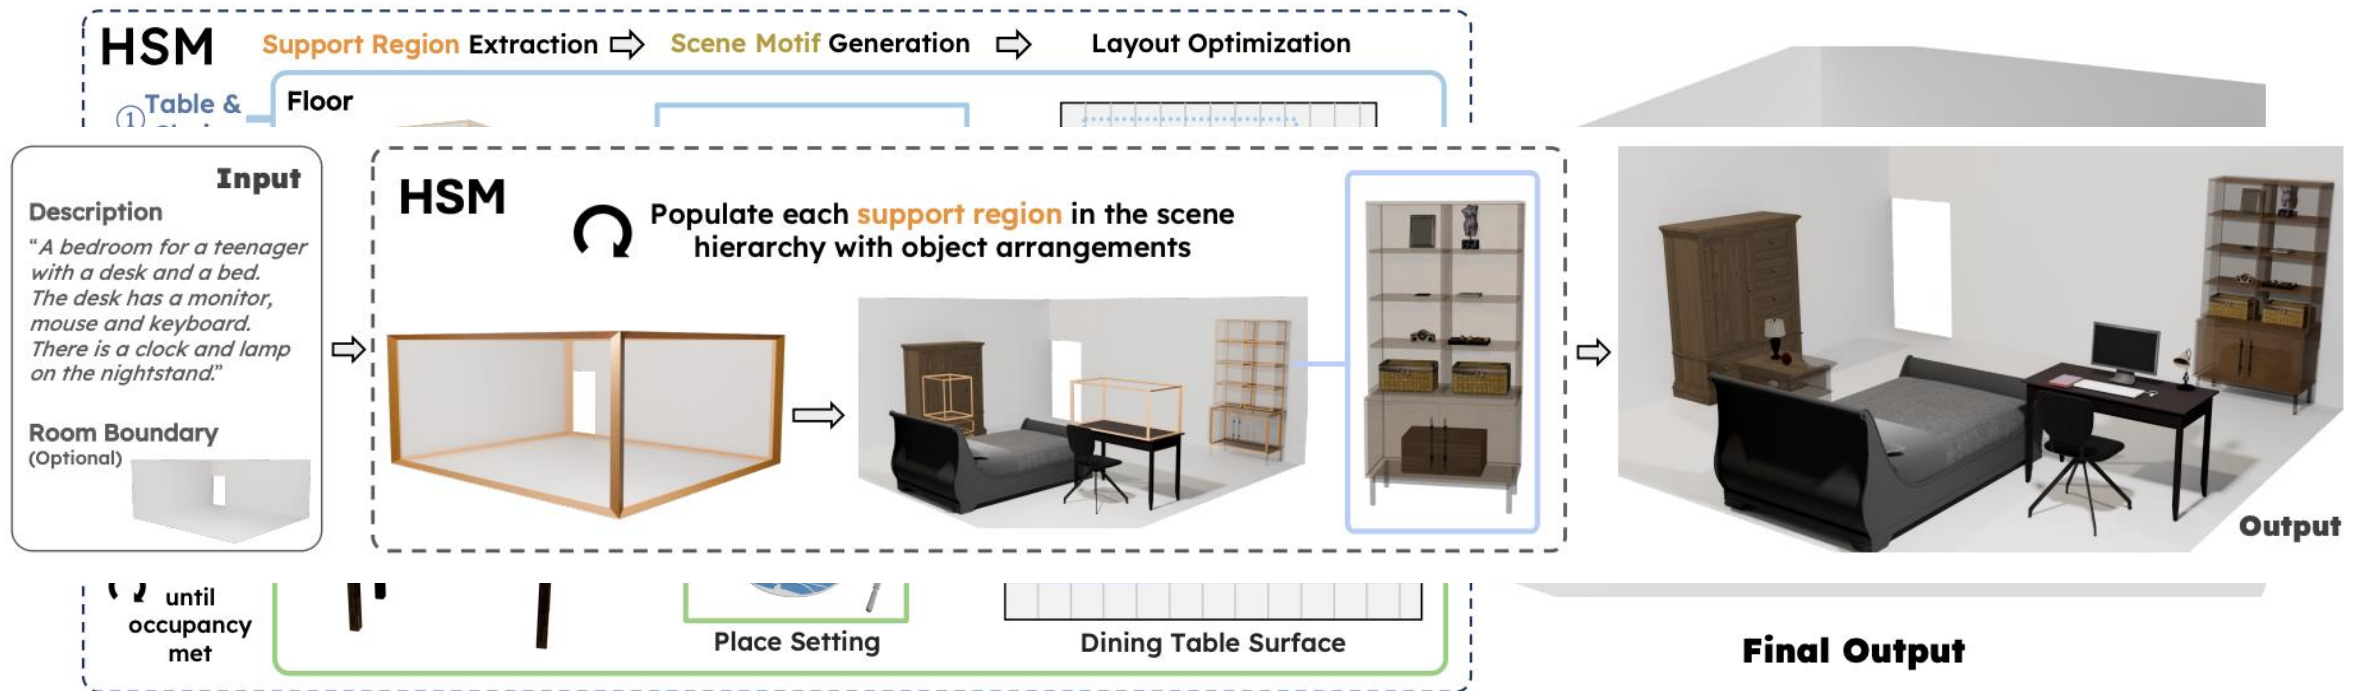 HSM
Support Region Extraction
Scene Motif Generation
Layout Optimization
① Table &
Floor
Input
Description
“A bedroom for a teenager
with a desk and a bed.
The desk has a monitor,
mouse and keyboard.
There is a clock and lamp
on the nightstand.”
Room Boundary
(Optional)
HSM
Populate each support region in the scene
hierarchy with object arrangements
Output
until
occupancy
met
Place Setting
Dining Table Surface
Final Output